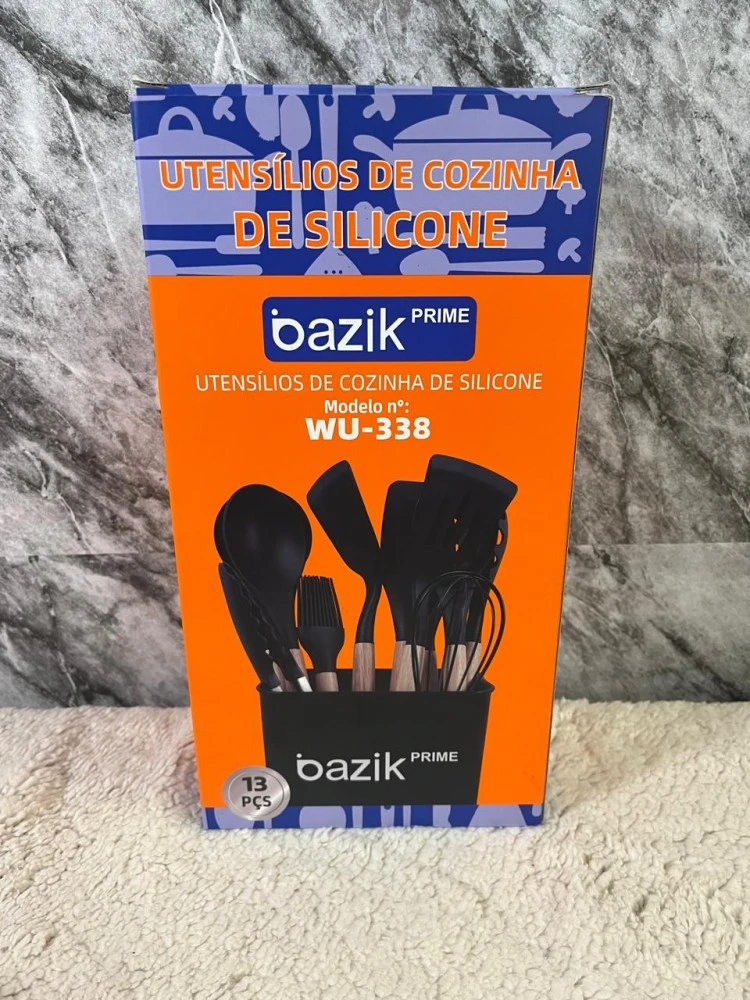 UTENSÍLIOS DE COZINHA
DE SILICONE
bazik PRIME
UTENSÍLIOS DE COZINHA DE SILICONE
Modelo nº:
WU-338
bazik PRIME
13
PÇS